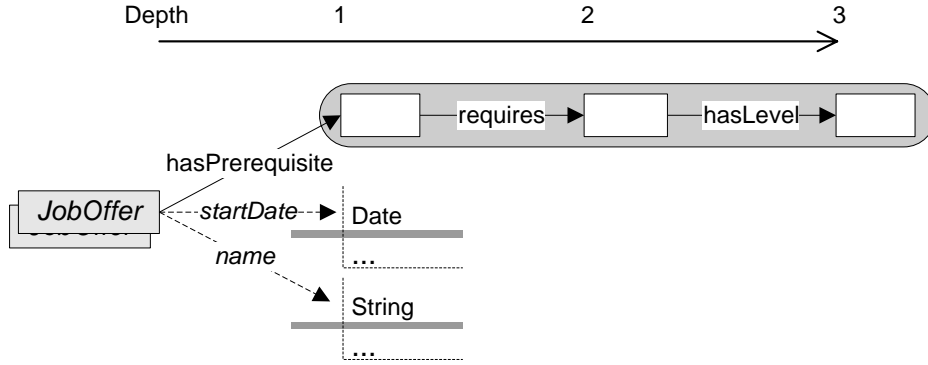 Depth 1 2 3
requires hasLevel
hasPrerequisite
JobOffer
startDate
Date
...
name
String
...